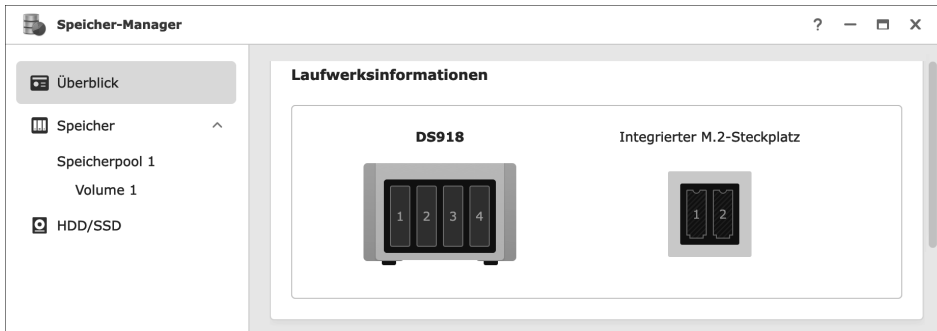 Speicher-Manager
?
Überblick
Speicher
Speicherpool 1
Volume 1
HDD/SSD
Laufwerksinformationen
DS918
Integrierter M.2-Steckplatz
1 2 3 4
1 2